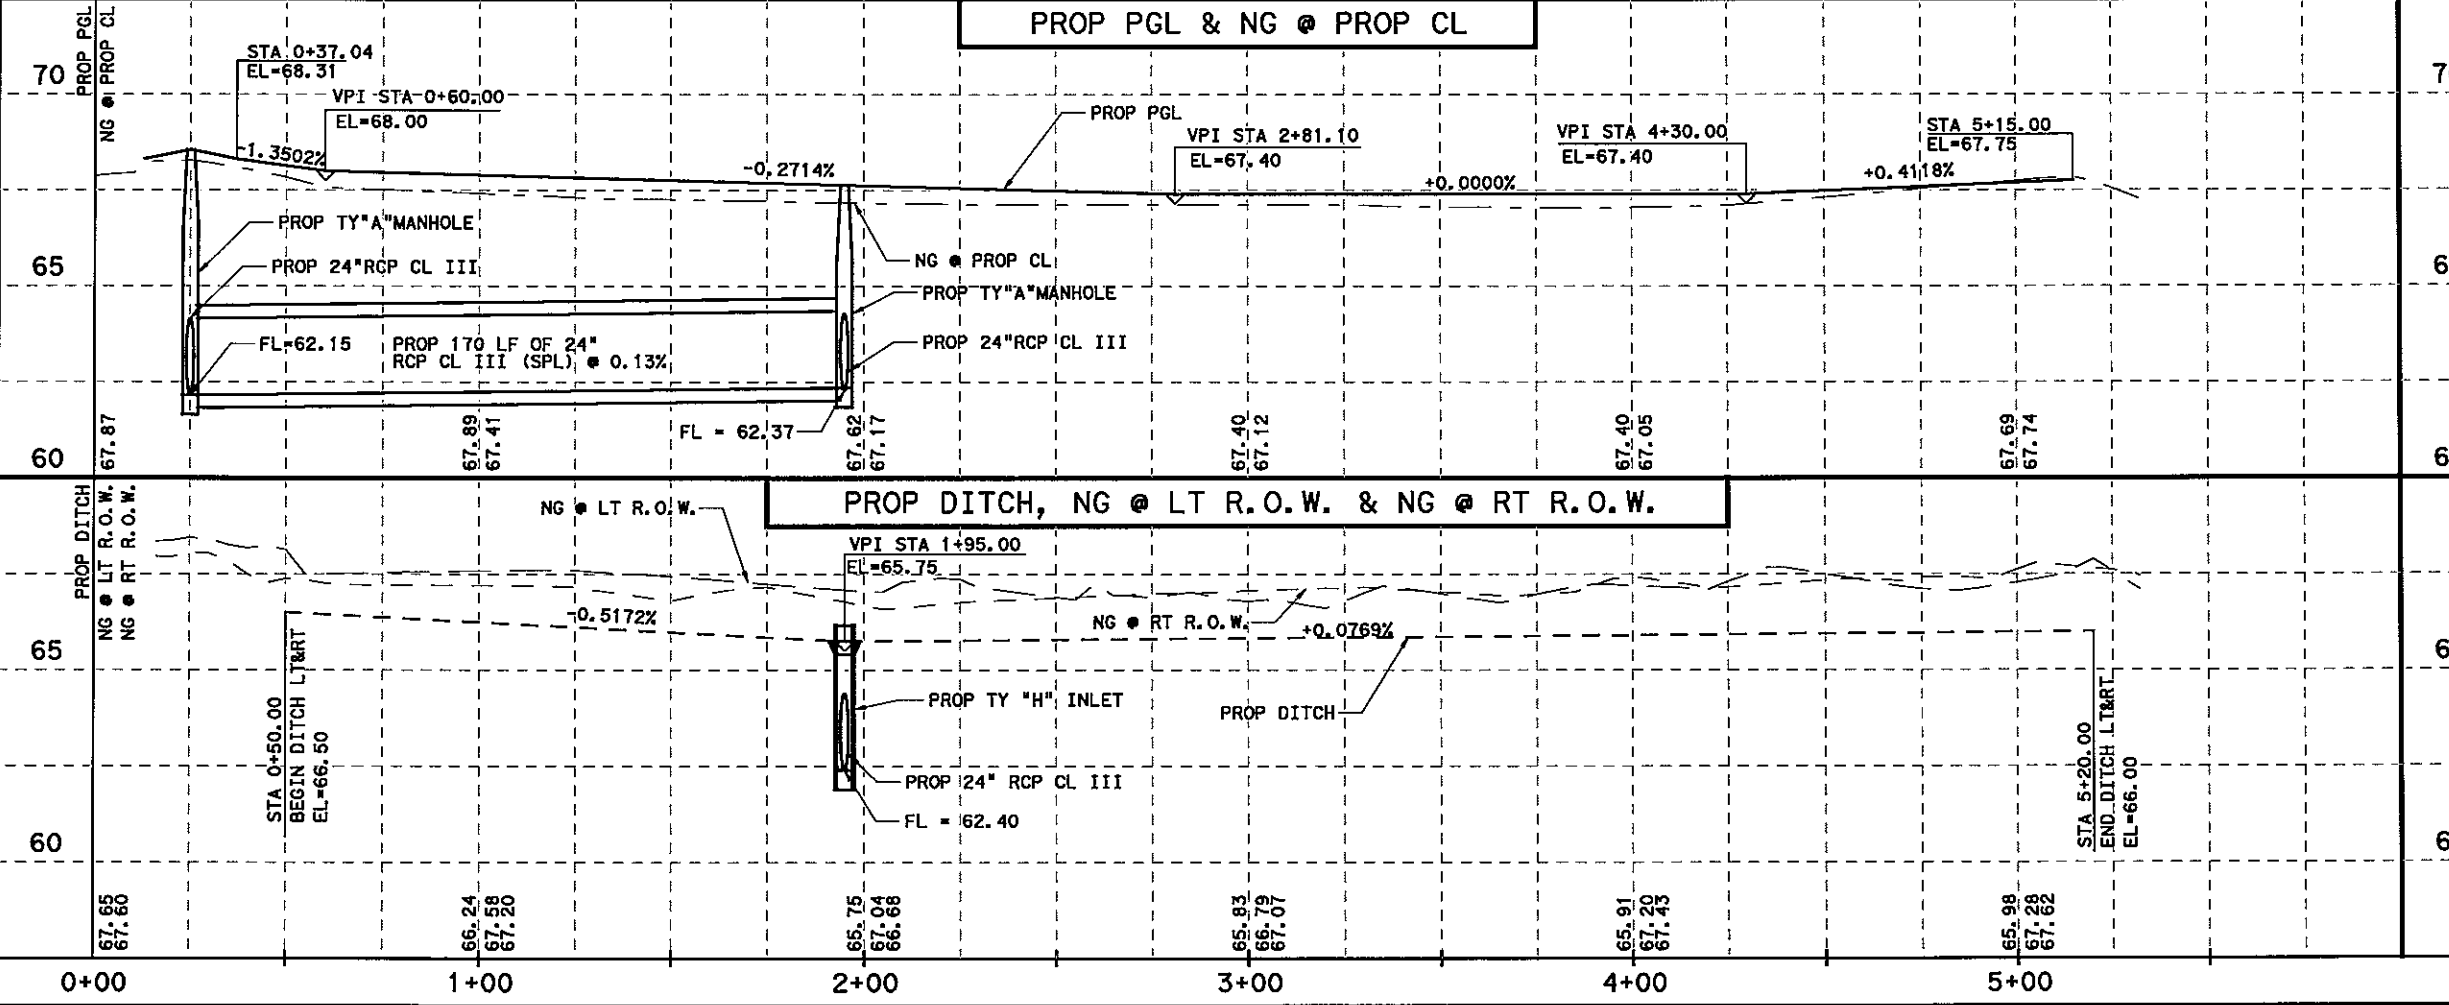 PROP PGL & NG @ PROP CL
PROP PGL
NG @ PROP CL
STA 0+37.04
EL=68.31
70
7
VPI STA 0+60.00
EL=68.00
PROP PGL
VPI STA 2+81.10
EL=67.40
VPI STA 4+30.00
EL=67.40
STA 5+15.00
EL=67.75
-1.3502%
-0.2714%
+0.0000%
+0.4118%
PROP TY"A"MANHOLE
NG @ PROP CL
65
6
PROP 24"RCP CL III
PROP TY"A"MANHOLE
FL=62.15
PROP 170 LF OF 24"
RCP CL III (SPL) @ 0.13%
PROP 24"RCP CL III
FL = 62.37
60
6
67.87
67.89
67.41
67.62
67.17
67.40
67.12
67.40
67.05
67.69
67.74
PROP DITCH, NG @ LT R.O.W. & NG @ RT R.O.W.
PROP DITCH
NG @ LT R.O.W.
NG @ RT R.O.W.
NG @ LT R.O.W.
VPI STA 1+95.00
EL=65.75
-0.5172%
NG @ RT R.O.W.
+0.0769%
65
6
STA 0+50.00
BEGIN DITCH LT&RT
EL=66.50
PROP TY "H" INLET
PROP DITCH
PROP 24" RCP CL III
FL = 62.40
STA 5+20.00
END DITCH LT&RT
EL=66.00
60
6
67.65
67.60
66.24
67.58
67.20
65.75
67.04
66.68
65.83
66.79
67.07
65.91
67.20
67.43
65.98
67.28
67.62
0+00
1+00
2+00
3+00
4+00
5+00